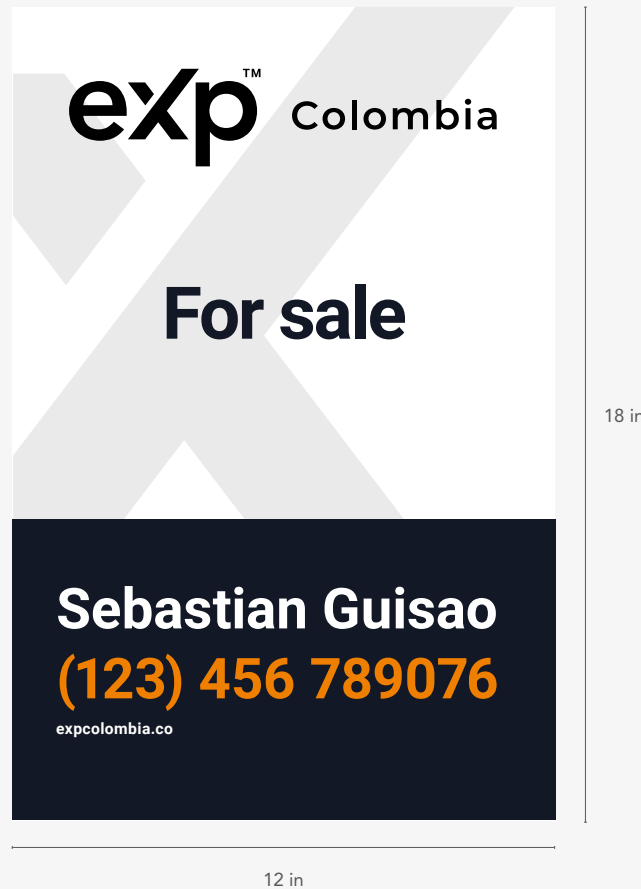 exp™ Colombia
For sale
18 in
Sebastian Guisao
(123) 456 789076
expcolombia.co
12 in